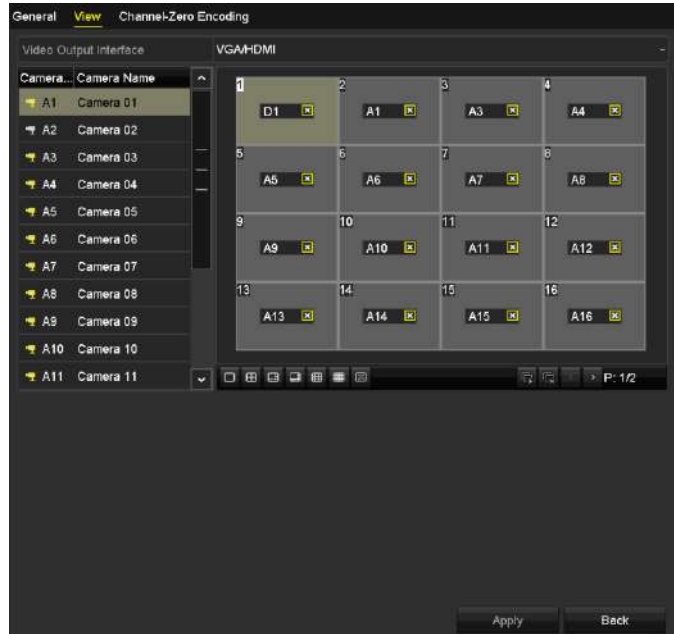 General View Channel-Zero Encoding
Video Output Interface VGA/HDMI
Camera... Camera Name
A1 Camera 01
A2 Camera 02
A3 Camera 03
A4 Camera 04
A5 Camera 05
A6 Camera 06
A7 Camera 07
A8 Camera 08
A9 Camera 09
A10 Camera 10
A11 Camera 11
1 2 3 4
D1 A1 A3 A4
5 6 7 8
A5 A6 A7 A8
9 10 11 12
A9 A10 A11 A12
13 14 15 16
A13 A14 A15 A16
P: 1/2
Apply Back